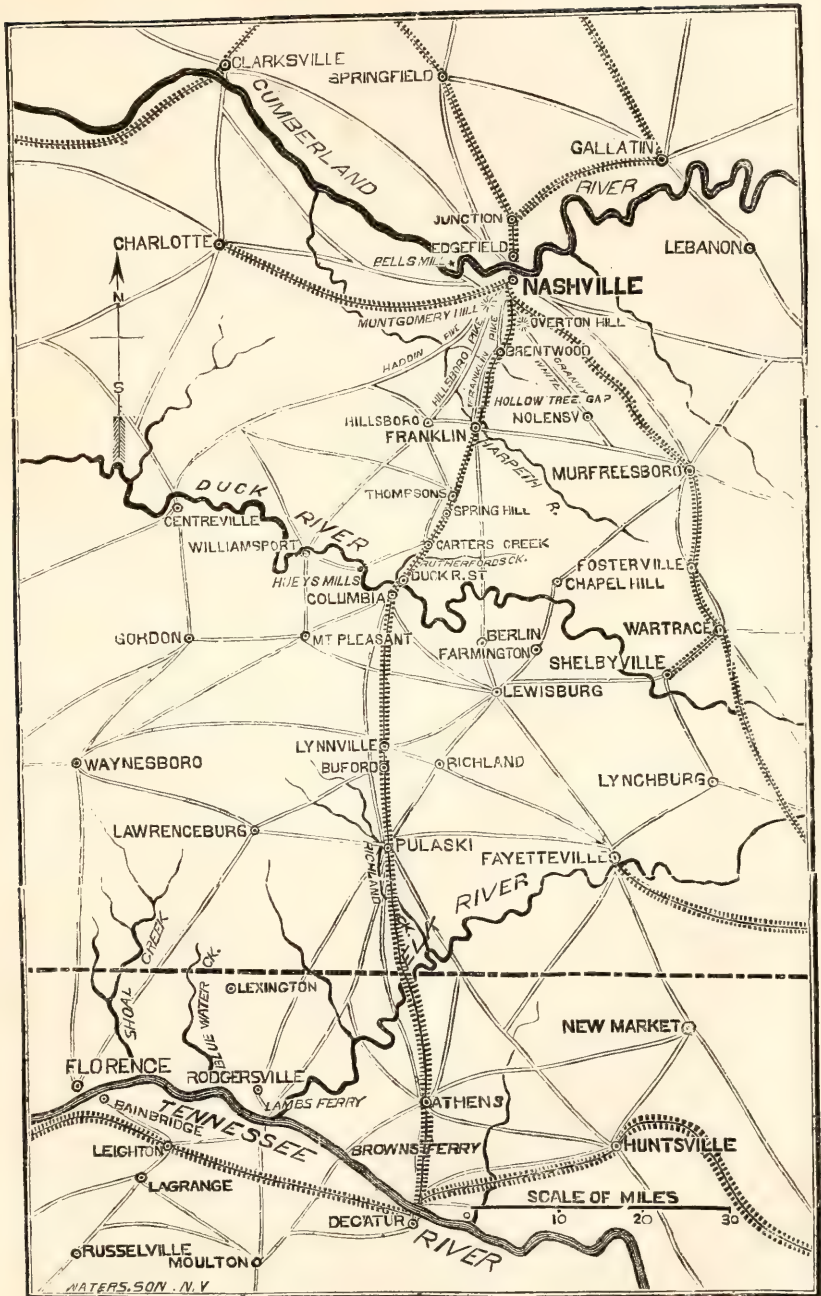 CLARKSVILLE
SPRINGFIELD
CUMBERLAND
GALLATIN
RIVER
JUNCTION
EDGEFIELD
CHARLOTTE
LEBANON
BELLS MILL
NASHVILLE
N
MONTGOMERY HILL
OVERTON HILL
HADDIN PIKE
HILLSBORO PIKE
FRANKLIN PIKE
BRENTWOOD
GRANNY WHITE
S
HOLLOW TREE GAP
NOLENSV
HILLSBORO
FRANKLIN
HARPETH R.
MURFREESBORO
DUCK
RIVER
THOMPSONS
SPRING HILL
CENTREVILLE
WILLIAMSPORT
CARTERS CREEK
RUTHERFORDS CK.
FOSTERVILLE
HUEYS MILLS
DUCK R. ST
CHAPEL HILL
COLUMBIA
GORDON
MT PLEASANT
BERLIN
WARTRACE
FARMINGTON
SHELBYVILLE
LEWISBURG
LYNNVILLE
WAYNESBORO
BUFORD
RICHLAND
LYNCHBURG
LAWRENCEBURG
PULASKI
FAYETTEVILLE
RICHLAND CK.
ELK
RIVER
SHOAL CREEK
BLUE WATER CK.
LEXINGTON
NEW MARKET
FLORENCE
RODGERSVILLE
LAMBS FERRY
ATHENS
BAINBRIDGE
TENNESSEE
LEIGHTON
BROWNS FERRY
HUNTSVILLE
LAGRANGE
SCALE OF MILES
0 10 20 30
DECATUR
RIVER
RUSSELVILLE
MOULTON
WATERS.SON.N.Y